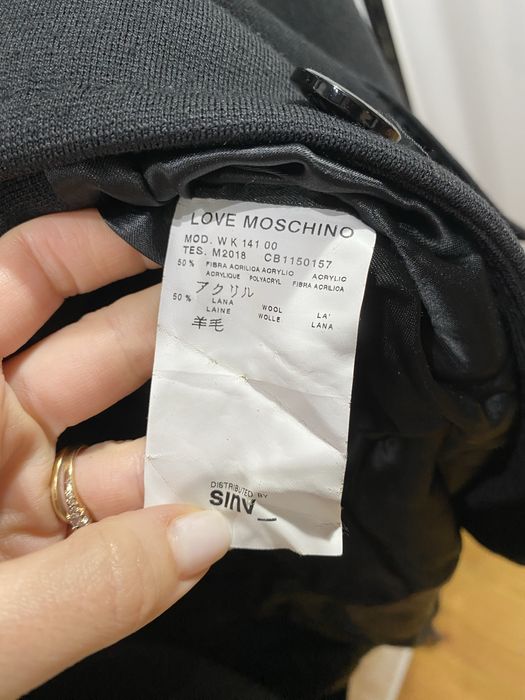 LOVE MOSCHINO
MOD. WK 141 00
TES. M2018 CB1150157
50 % FIBRA ACRILICA ACRYLIC ACRYLIC
ACRYLIQUE POLYACRYL FIBRA ACRILICA
アクリル
50 % LANA WOOL LA'
LAINE WOLLE LANA
羊毛
DISTRIBUTED BY